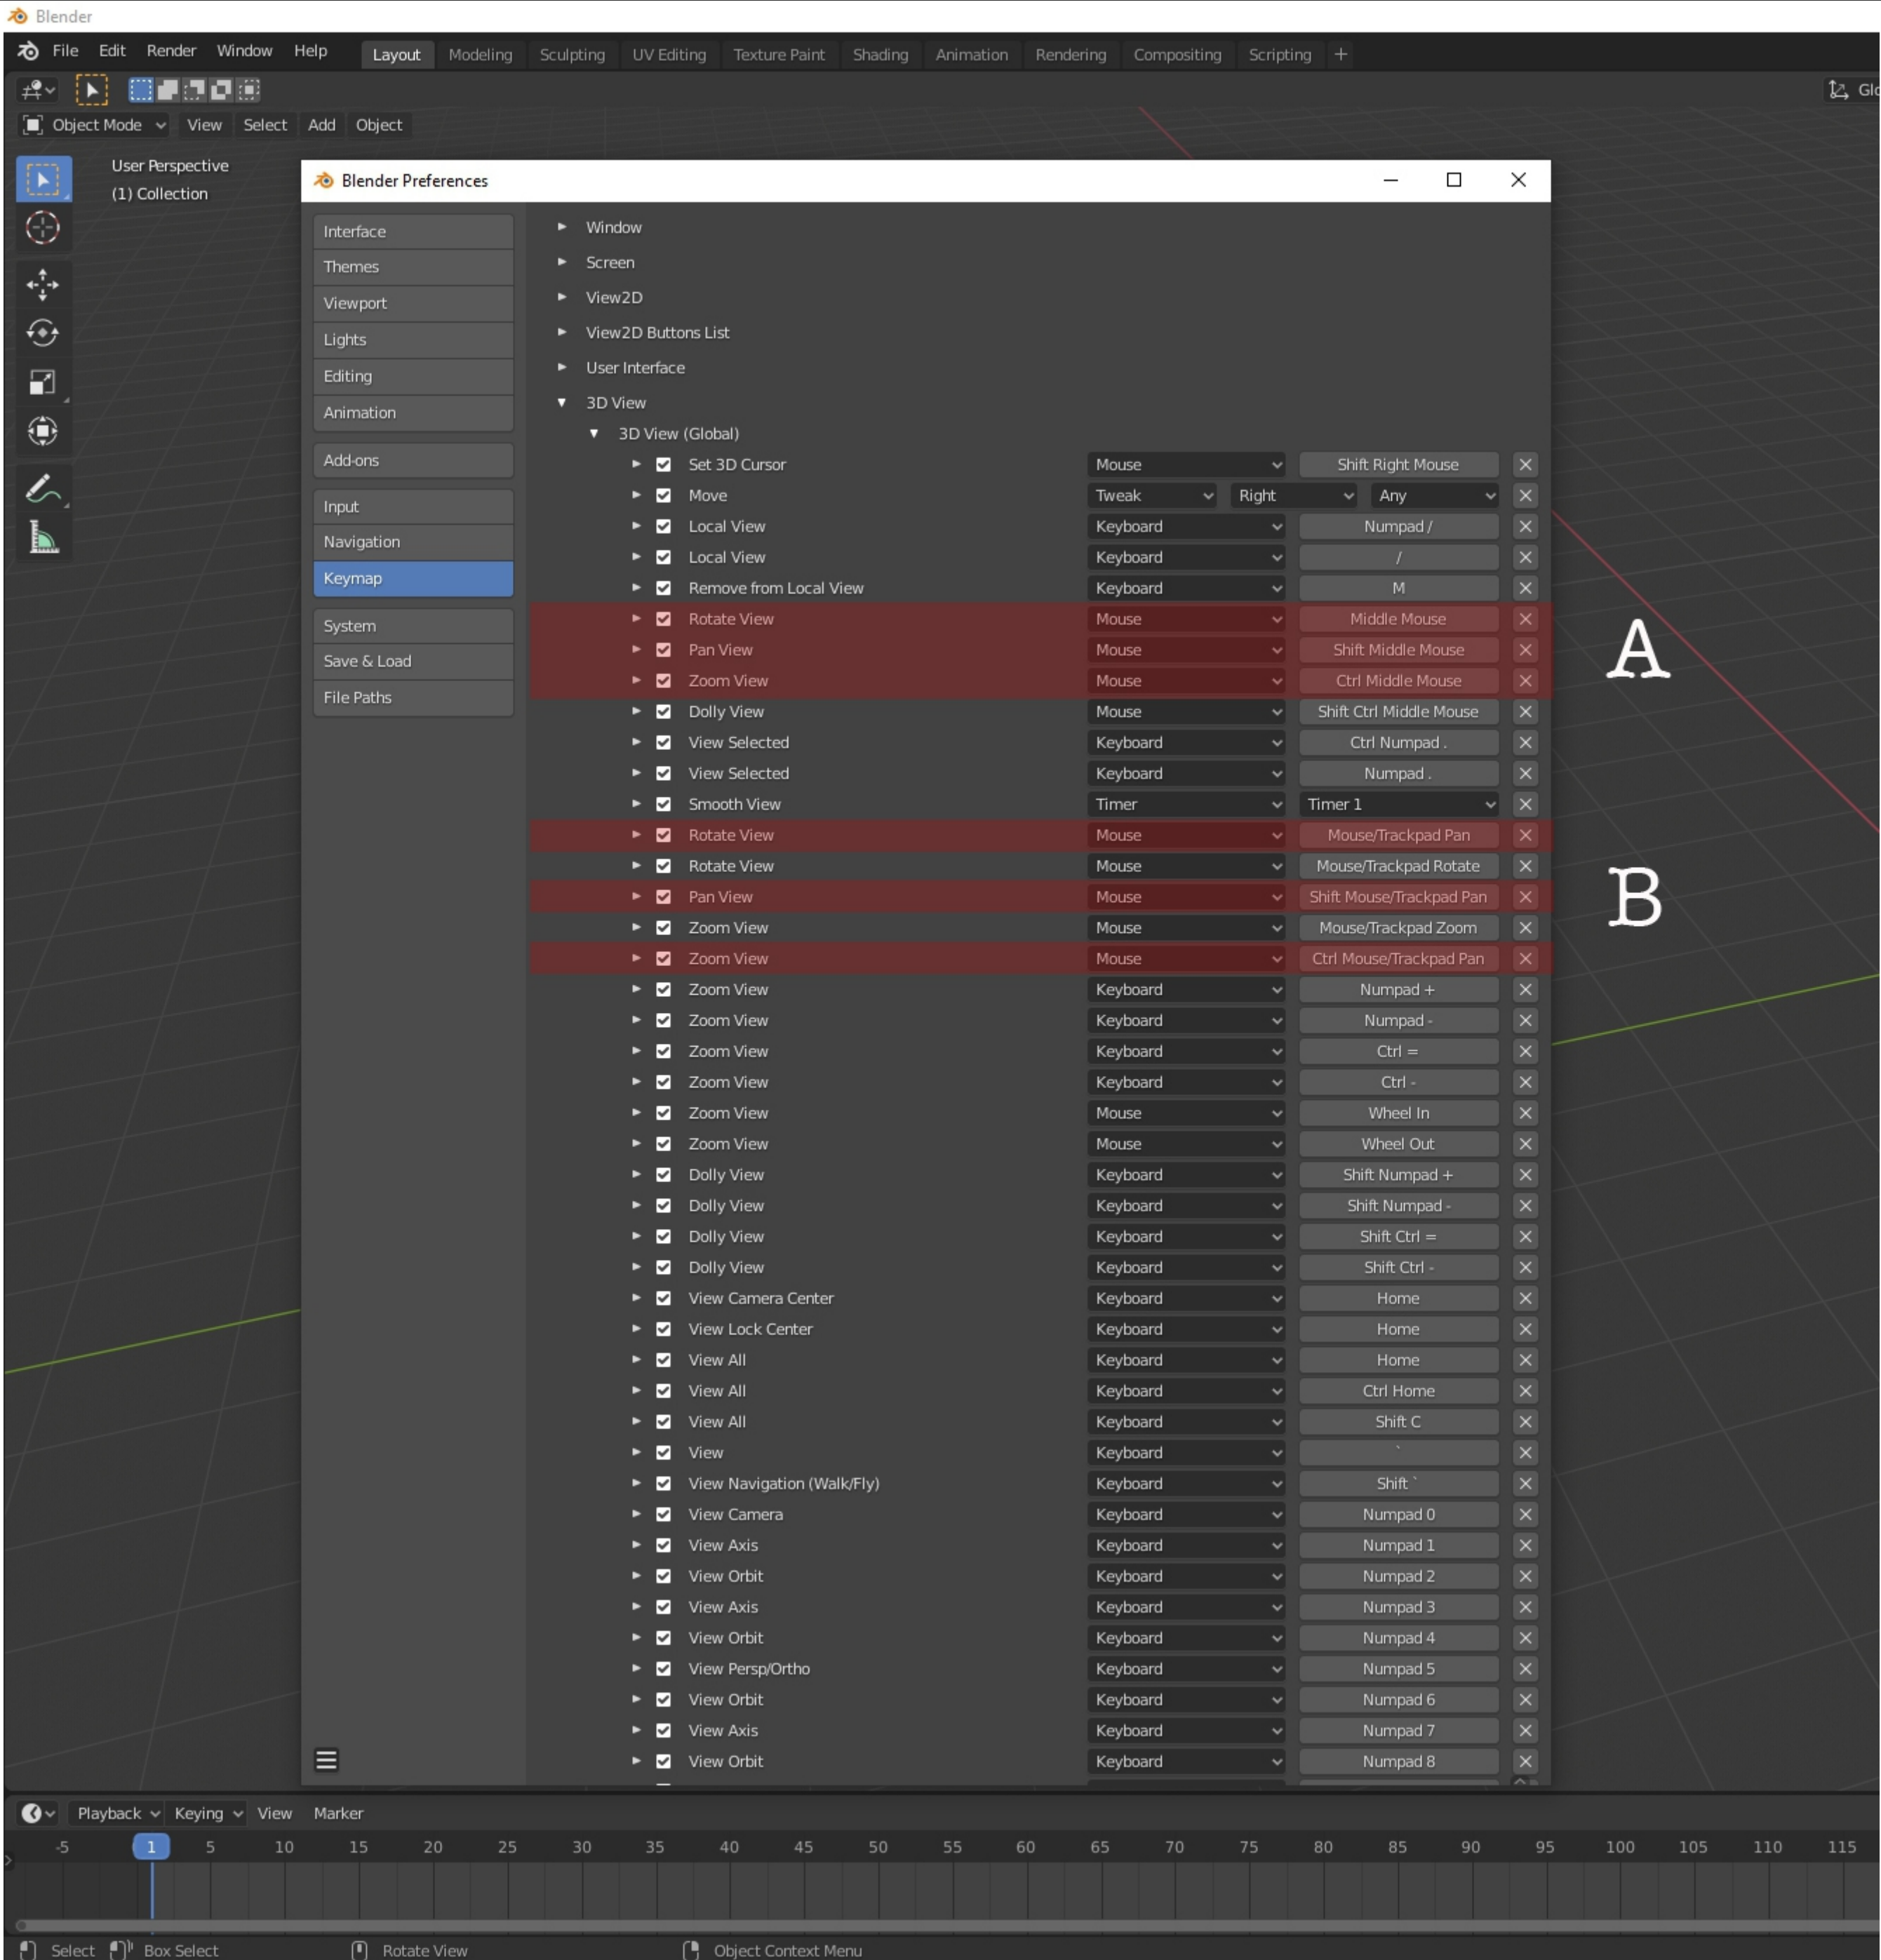 Blender
File Edit Render Window Help Layout Modeling Sculpting UV Editing Texture Paint Shading Animation Rendering Compositing Scripting +
Object Mode View Select Add Object
User Perspective
(1) Collection
Blender Preferences
Interface
Themes
Viewport
Lights
Editing
Animation
Add-ons
Input
Navigation
Keymap
System
Save & Load
File Paths
Window
Screen
View2D
View2D Buttons List
User Interface
3D View
3D View (Global)
Set 3D Cursor Mouse Shift Right Mouse
Move Tweak Right Any
Local View Keyboard Numpad /
Local View Keyboard /
Remove from Local View Keyboard M
Rotate View Mouse Middle Mouse
Pan View Mouse Shift Middle Mouse
Zoom View Mouse Ctrl Middle Mouse
Dolly View Mouse Shift Ctrl Middle Mouse
View Selected Keyboard Ctrl Numpad .
View Selected Keyboard Numpad .
Smooth View Timer Timer 1
Rotate View Mouse Mouse/Trackpad Pan
Rotate View Mouse Mouse/Trackpad Rotate
Pan View Mouse Shift Mouse/Trackpad Pan
Zoom View Mouse Mouse/Trackpad Zoom
Zoom View Mouse Ctrl Mouse/Trackpad Pan
Zoom View Keyboard Numpad +
Zoom View Keyboard Numpad -
Zoom View Keyboard Ctrl =
Zoom View Keyboard Ctrl -
Zoom View Mouse Wheel In
Zoom View Mouse Wheel Out
Dolly View Keyboard Shift Numpad +
Dolly View Keyboard Shift Numpad -
Dolly View Keyboard Shift Ctrl =
Dolly View Keyboard Shift Ctrl -
View Camera Center Keyboard Home
View Lock Center Keyboard Home
View All Keyboard Home
View All Keyboard Ctrl Home
View All Keyboard Shift C
View Keyboard `
View Navigation (Walk/Fly) Keyboard Shift `
View Camera Keyboard Numpad 0
View Axis Keyboard Numpad 1
View Orbit Keyboard Numpad 2
View Axis Keyboard Numpad 3
View Orbit Keyboard Numpad 4
View Persp/Ortho Keyboard Numpad 5
View Orbit Keyboard Numpad 6
View Axis Keyboard Numpad 7
View Orbit Keyboard Numpad 8
A
B
Playback Keying View Marker
-5 1 5 10 15 20 25 30 35 40 45 50 55 60 65 70 75 80 85 90 95 100 105 110 115
Select Box Select Rotate View Object Context Menu